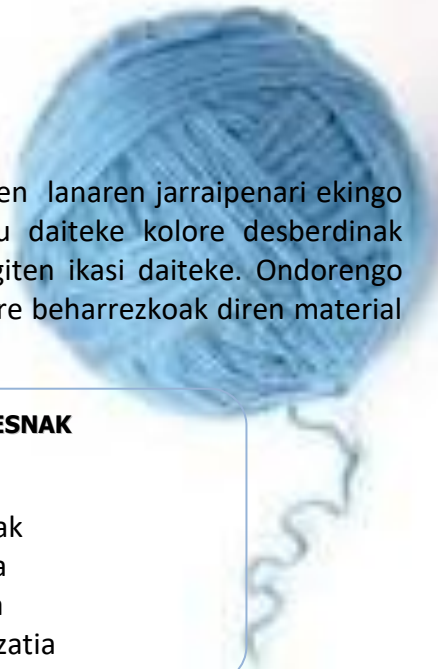 en lanaren jarraipenari ekingo
u daiteke kolore desberdinak
giten ikasi daiteke. Ondorengo
re beharrezkoak diren material
ESNAK
ak
a
zatia